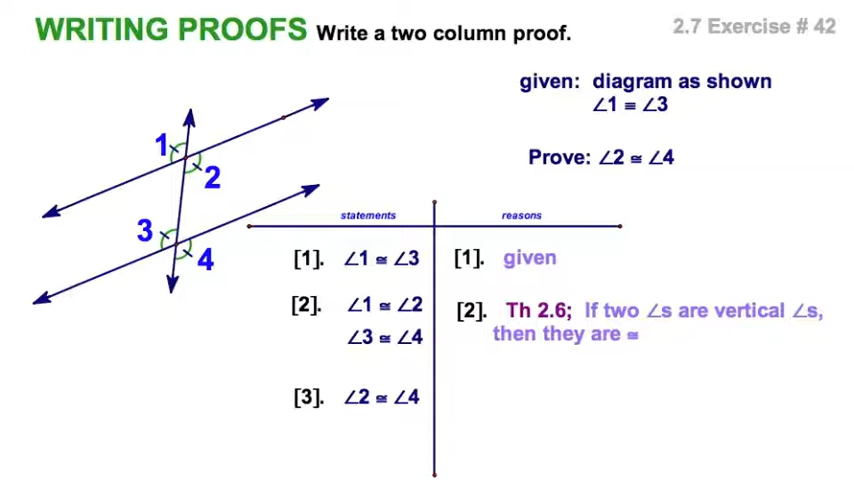 WRITING PROOFS Write a two column proof.
2.7 Exercise # 42
given: diagram as shown
∠1 ≡ ∠3
Prove: ∠2 ≅ ∠4
1
2
3
4
statements
reasons
[1]. ∠1 ≅ ∠3
[1]. given
[2]. ∠1 ≅ ∠2
∠3 ≅ ∠4
[2]. Th 2.6; If two ∠s are vertical ∠s,
then they are ≅
[3]. ∠2 ≅ ∠4